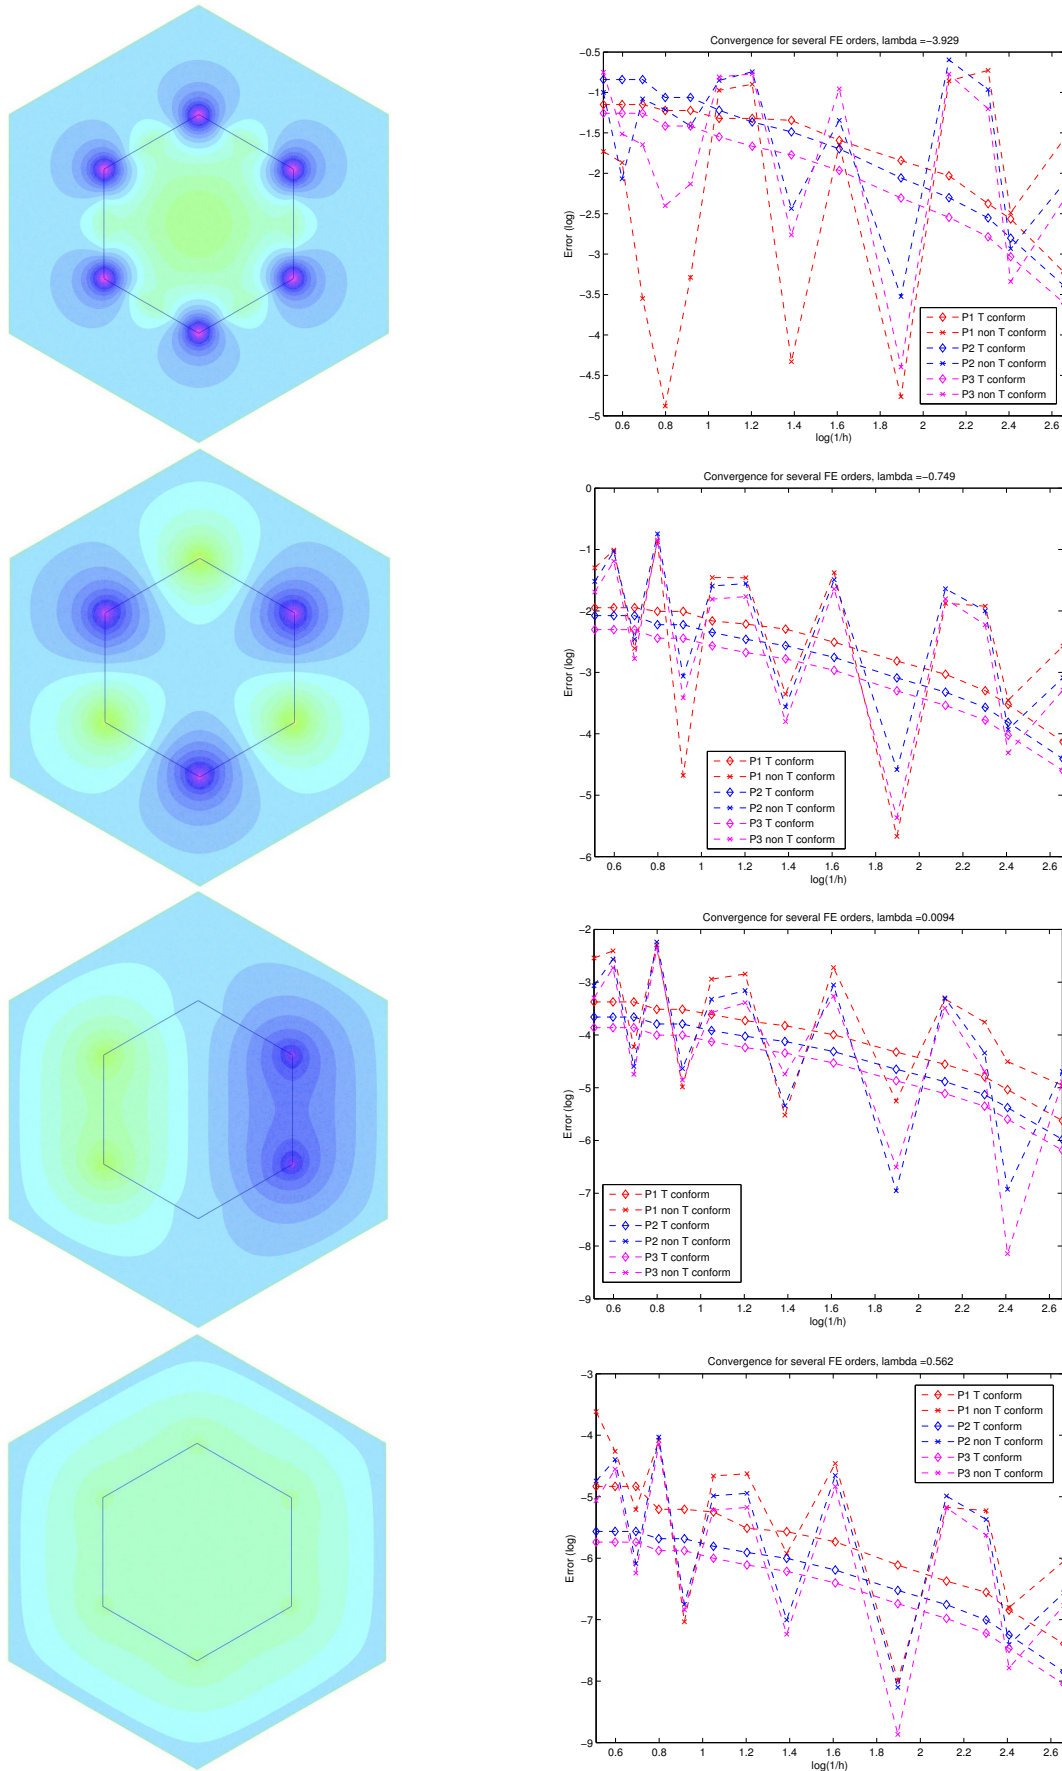 Convergence for several FE orders, lambda =−3.929
−0.5
−1
−1.5
−2
−2.5
−3
−3.5
−4
−4.5
−5
Error (log)
P1 T conform
P1 non T conform
P2 T conform
P2 non T conform
P3 T conform
P3 non T conform
0.6 0.8 1 1.2 1.4 1.6 1.8 2 2.2 2.4 2.6
log(1/h)
Convergence for several FE orders, lambda =−0.749
0
−1
−2
−3
−4
−5
−6
Error (log)
P1 T conform
P1 non T conform
P2 T conform
P2 non T conform
P3 T conform
P3 non T conform
0.6 0.8 1 1.2 1.4 1.6 1.8 2 2.2 2.4 2.6
log(1/h)
Convergence for several FE orders, lambda =0.0094
−2
−3
−4
−5
−6
−7
−8
−9
Error (log)
P1 T conform
P1 non T conform
P2 T conform
P2 non T conform
P3 T conform
P3 non T conform
0.6 0.8 1 1.2 1.4 1.6 1.8 2 2.2 2.4 2.6
log(1/h)
Convergence for several FE orders, lambda =0.562
−3
−4
−5
−6
−7
−8
−9
Error (log)
P1 T conform
P1 non T conform
P2 T conform
P2 non T conform
P3 T conform
P3 non T conform
0.6 0.8 1 1.2 1.4 1.6 1.8 2 2.2 2.4 2.6
log(1/h)